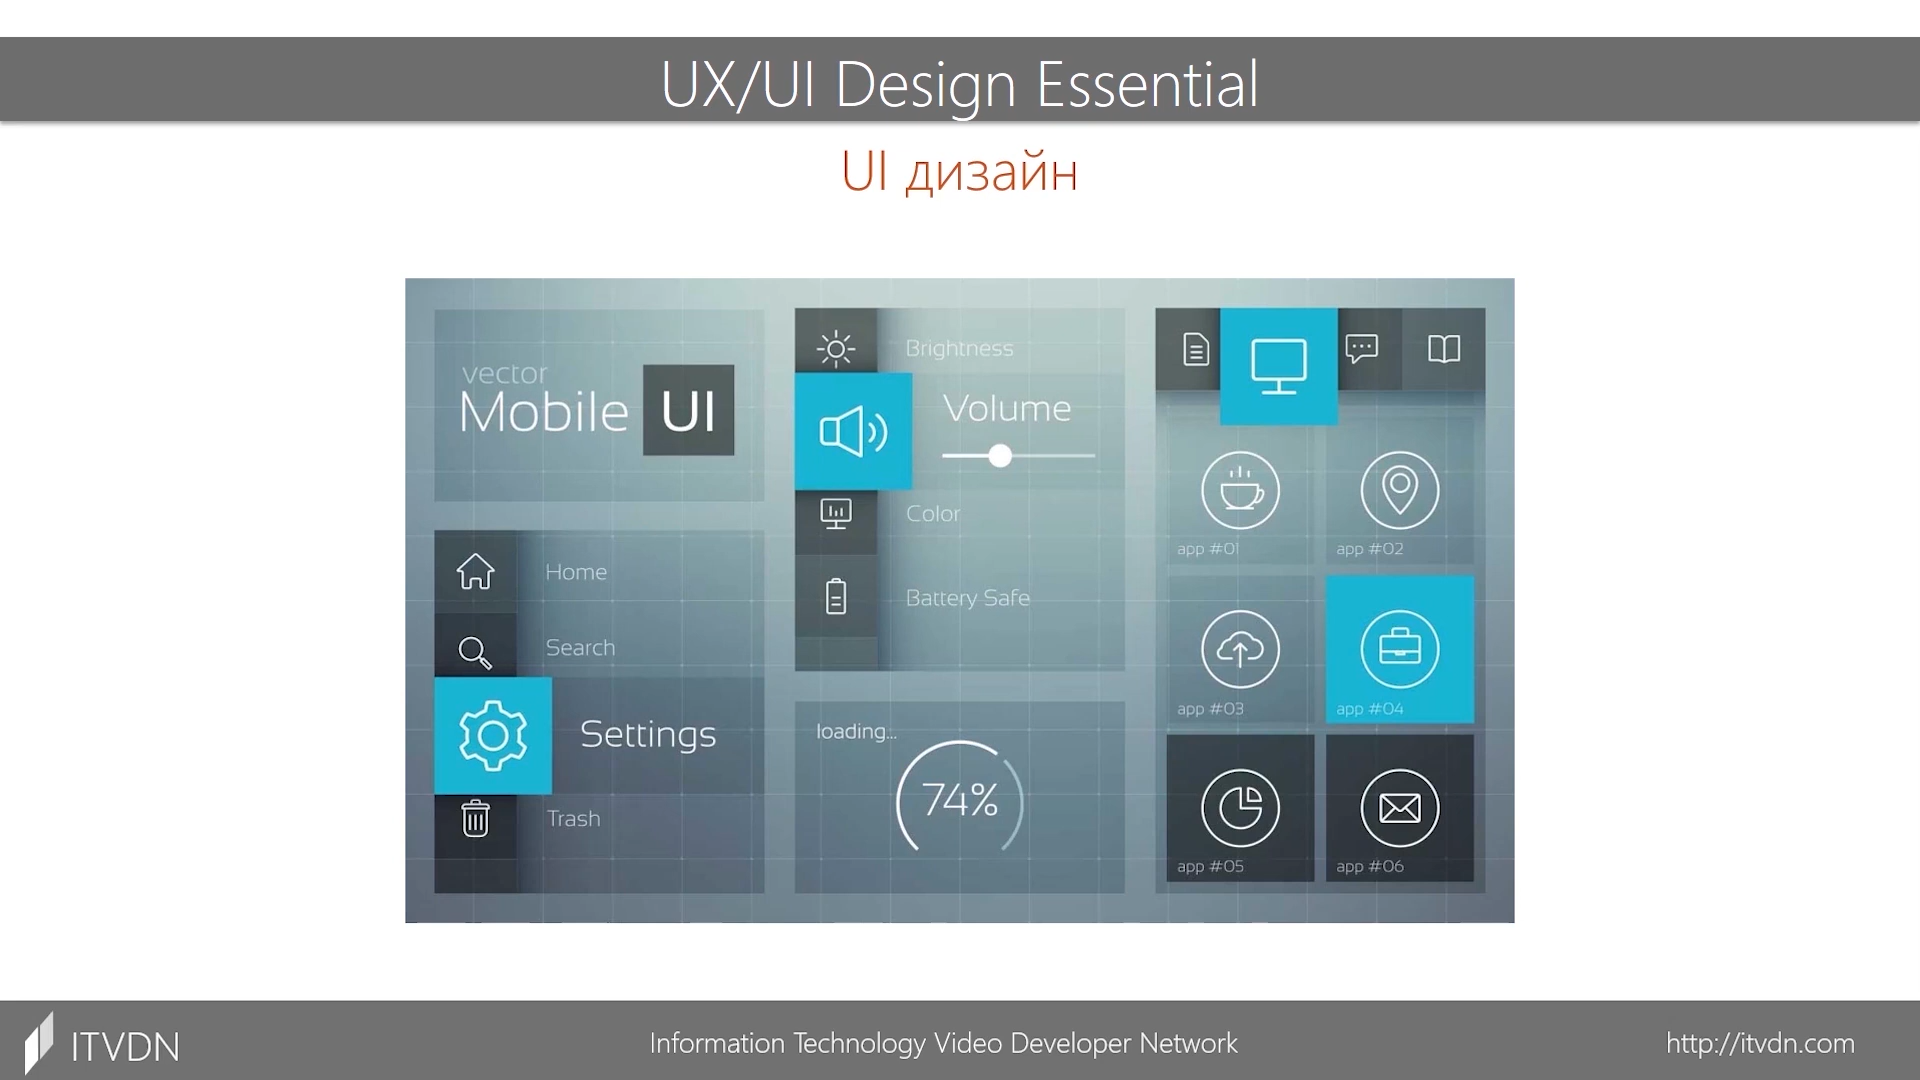 UX/UI Design Essential
UI дизайн
vector
Mobile UI
Home
Search
Settings
Trash
Brightness
Volume
Color
Battery Safe
loading...
74%
app #01
app #02
app #03
app #04
app #05
app #06
ITVDN
Information Technology Video Developer Network
http://itvdn.com